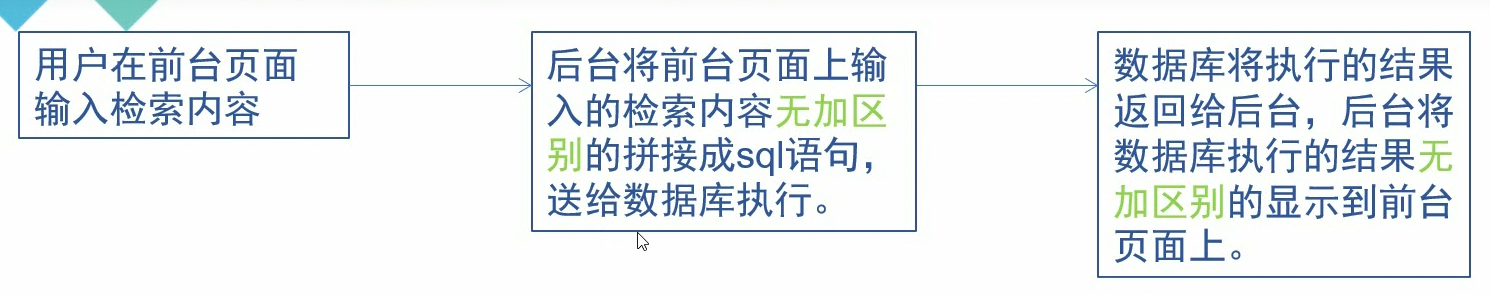 用户在前台页面
输入检索内容
后台将前台页面上输
入的检索内容无加区
别的拼接成sql语句，
送给数据库执行。
数据库将执行的结果
返回给后台，后台将
数据库执行的结果无
加区别的显示到前台
页面上。